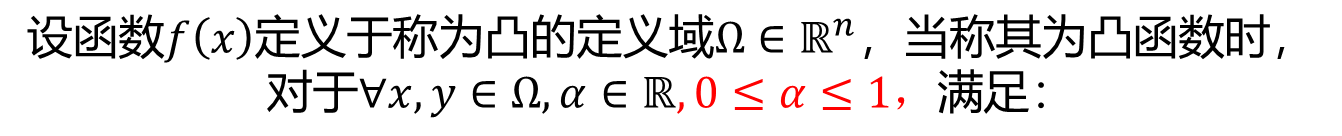 设函数f(x)定义于称为凸的定义域Ω ∈ ℝⁿ，当称其为凸函数时，
对于∀x, y ∈ Ω, α ∈ ℝ, 0 ≤ α ≤ 1，满足：